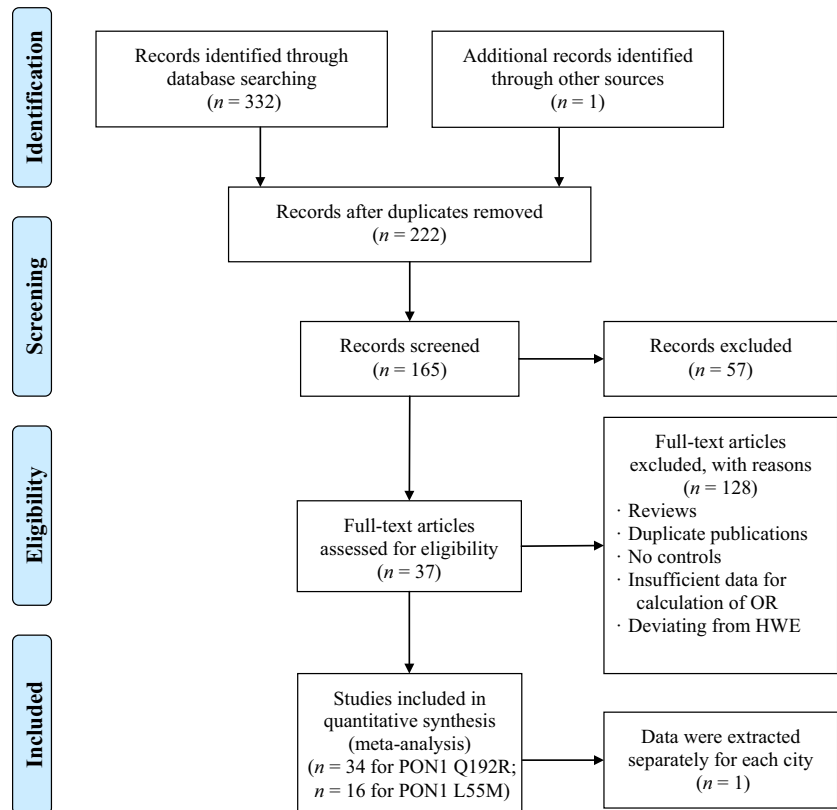 Identification
Records identified through
database searching
(n = 332)
Additional records identified
through other sources
(n = 1)
Records after duplicates removed
(n = 222)
Screening
Records screened
(n = 165)
Records excluded
(n = 57)
Eligibility
Full-text articles
assessed for eligibility
(n = 37)
Full-text articles
excluded, with reasons
(n = 128)
· Reviews
· Duplicate publications
· No controls
· Insufficient data for
calculation of OR
· Deviating from HWE
Included
Studies included in
quantitative synthesis
(meta-analysis)
(n = 34 for PON1 Q192R;
n = 16 for PON1 L55M)
Data were extracted
separately for each city
(n = 1)